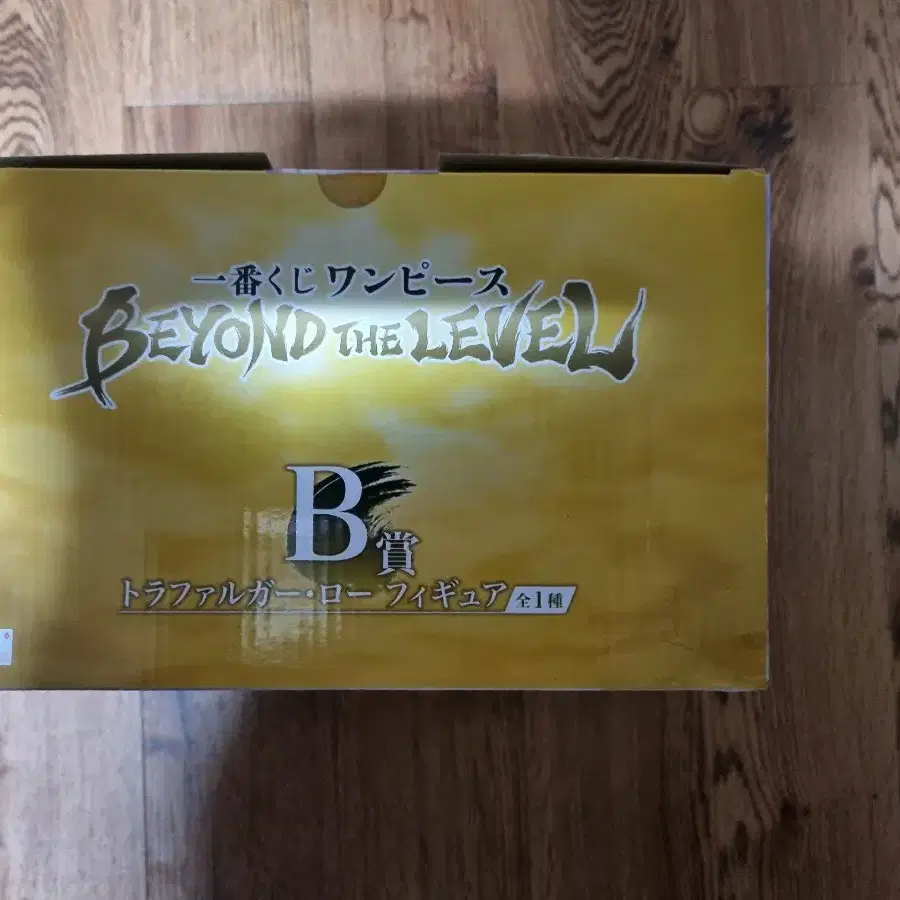 一番くじ ワンピース
BEYOND THE LEVEL
B賞
トラファルガー・ロー フィギュア 全1種